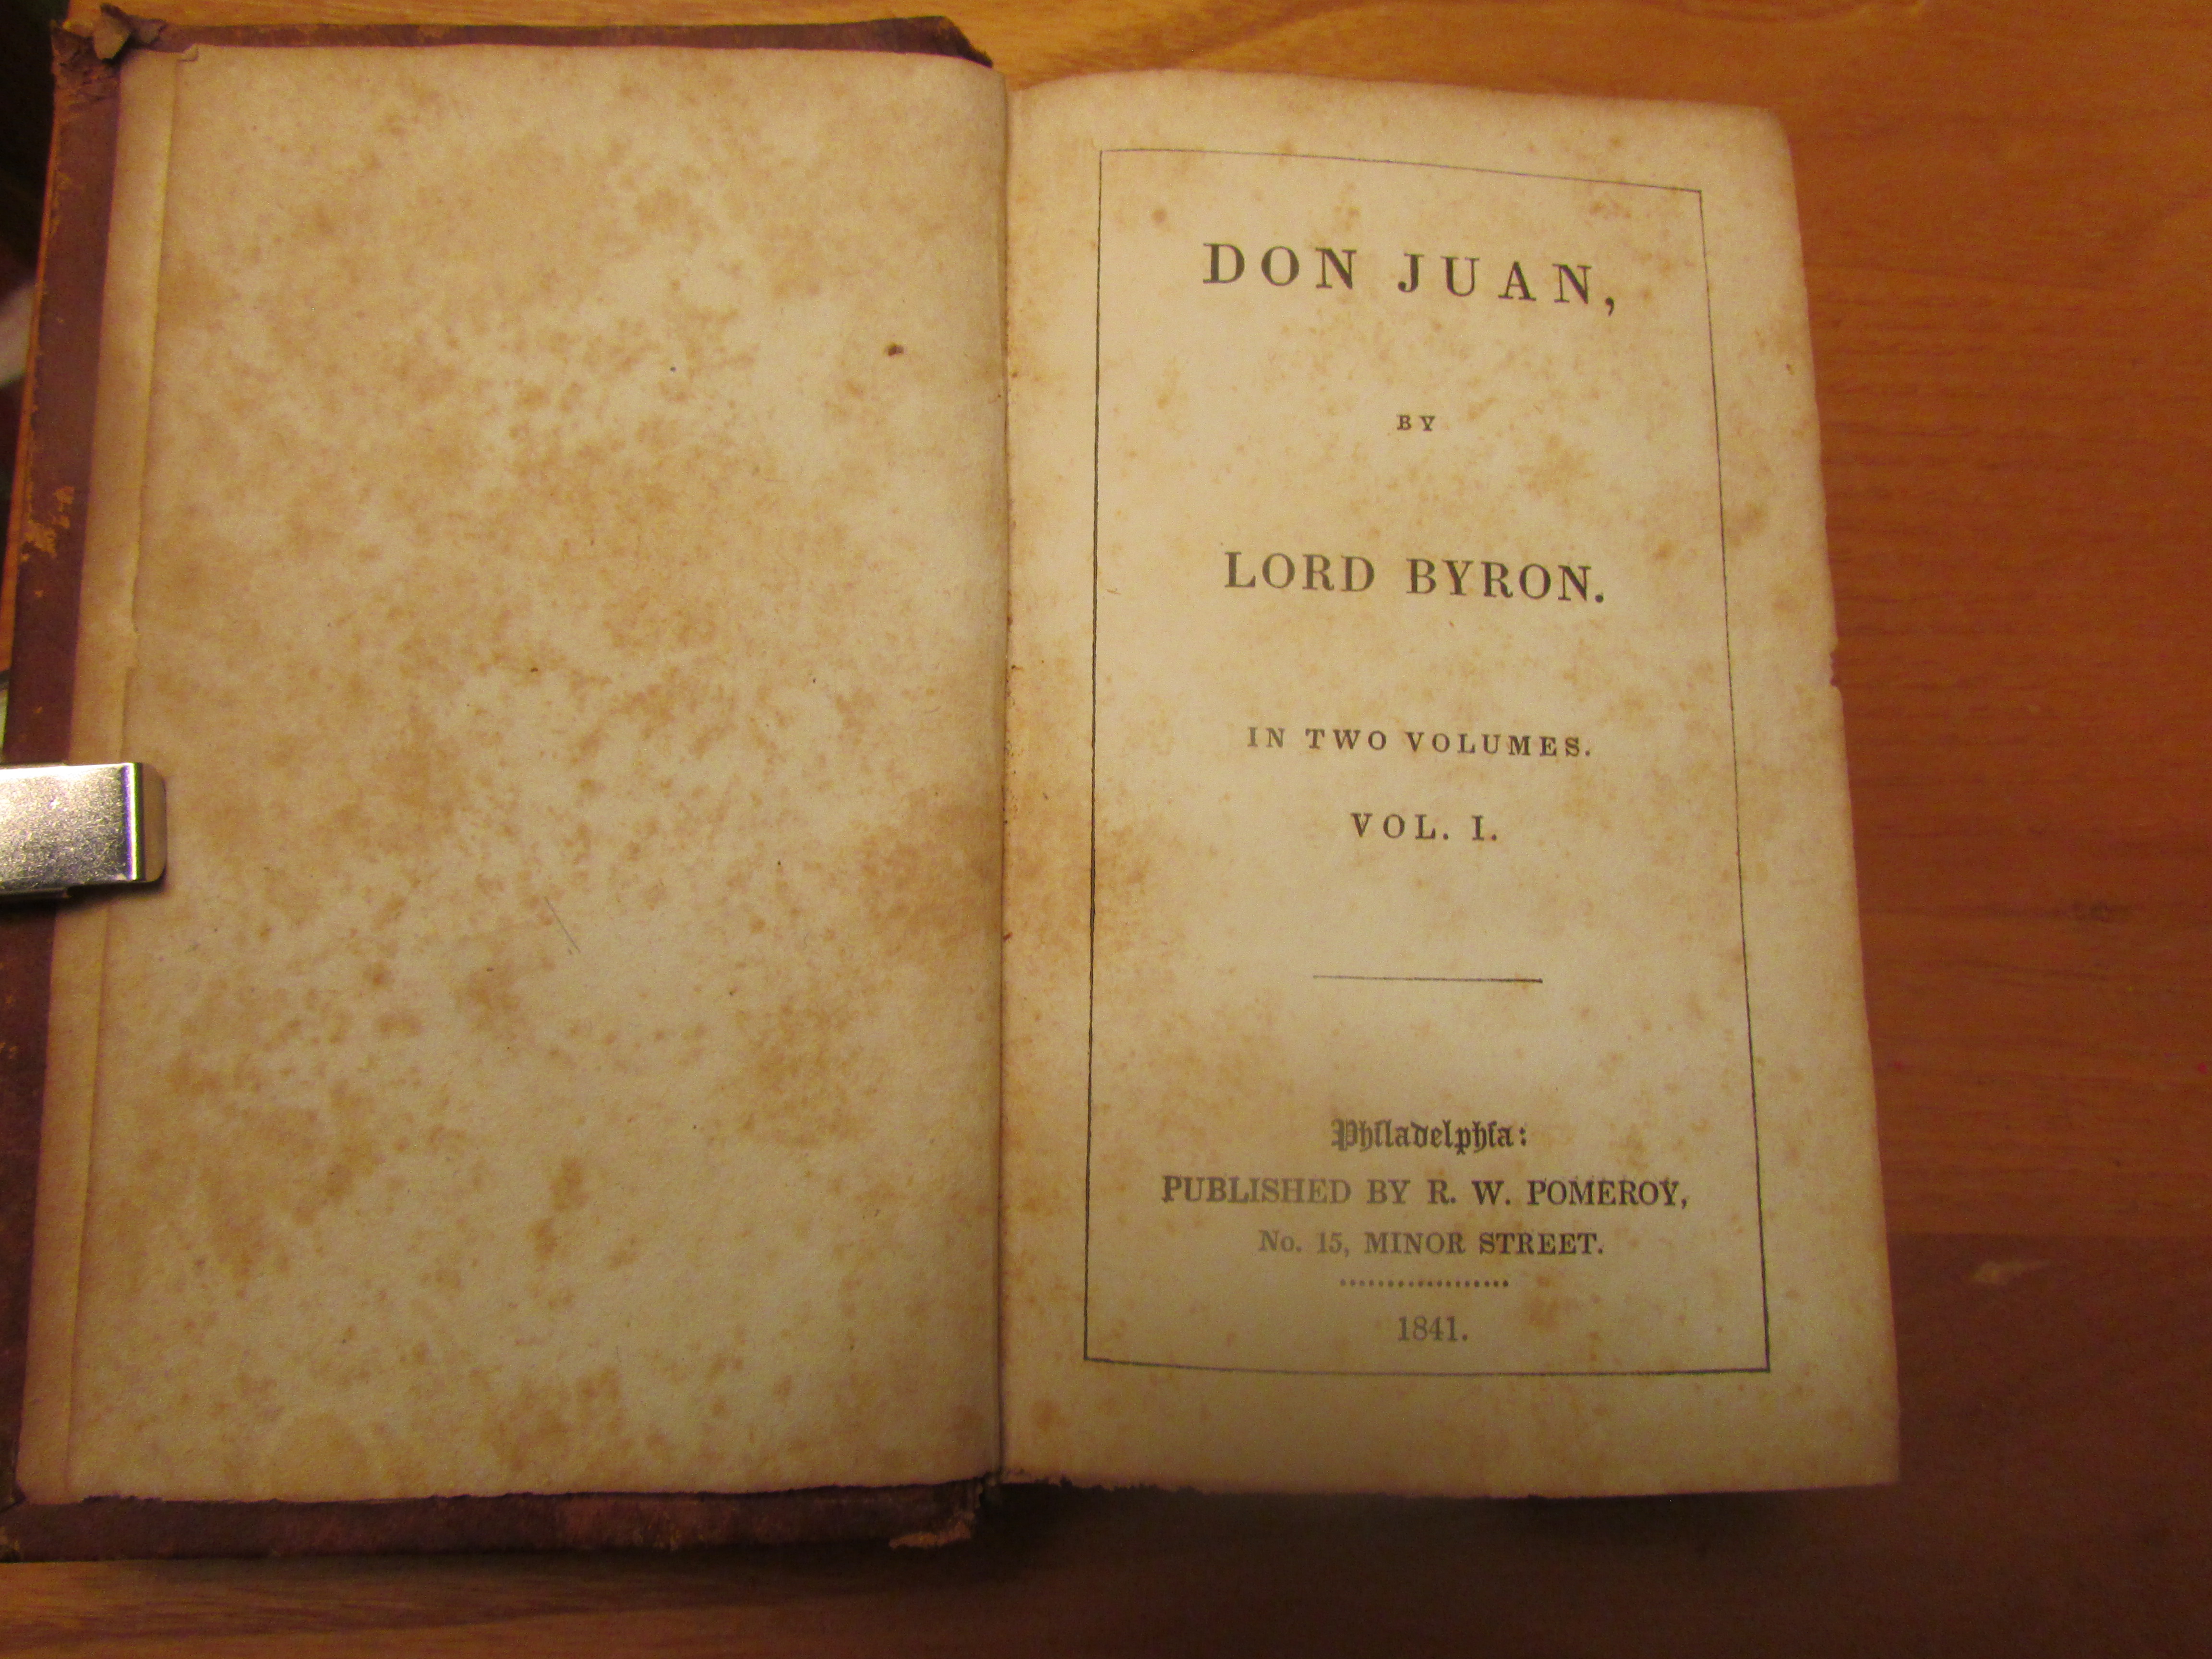 DON JUAN,
BY
LORD BYRON.
IN TWO VOLUMES.
VOL. I.
Philadelphia:
PUBLISHED BY R. W. POMEROY,
No. 15, MINOR STREET.
1841.